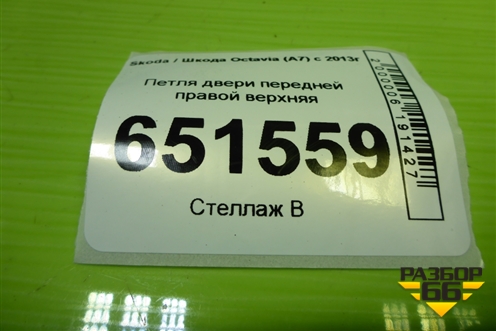 Skoda / Шкода Octavia (A7) с 2013г
Петля двери передней
правой верхняя
651559
Стеллаж В
2000006191427
РАЗБОР
66